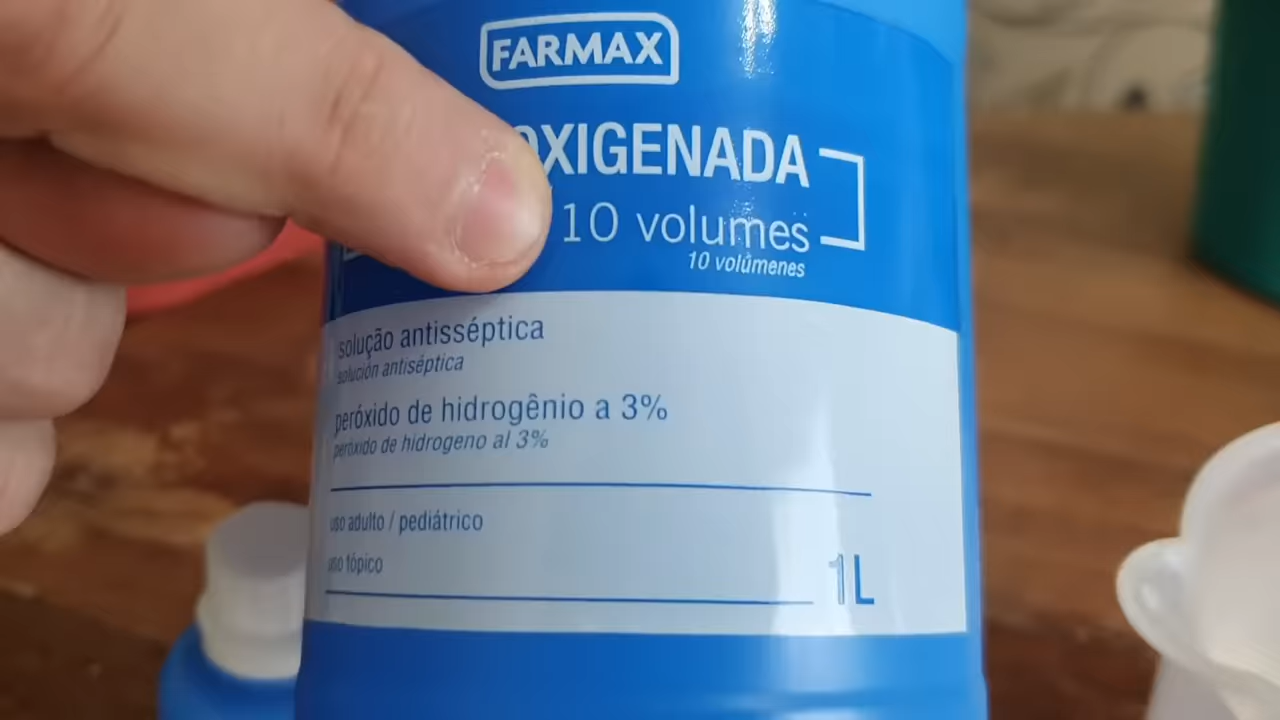 FARMAX
OXIGENADA
10 volumes
10 volúmenes
solução antisséptica
solución antiséptica
peróxido de hidrogênio a 3%
peróxido de hidrogeno al 3%
uso adulto / pediátrico
uso tópico
1L